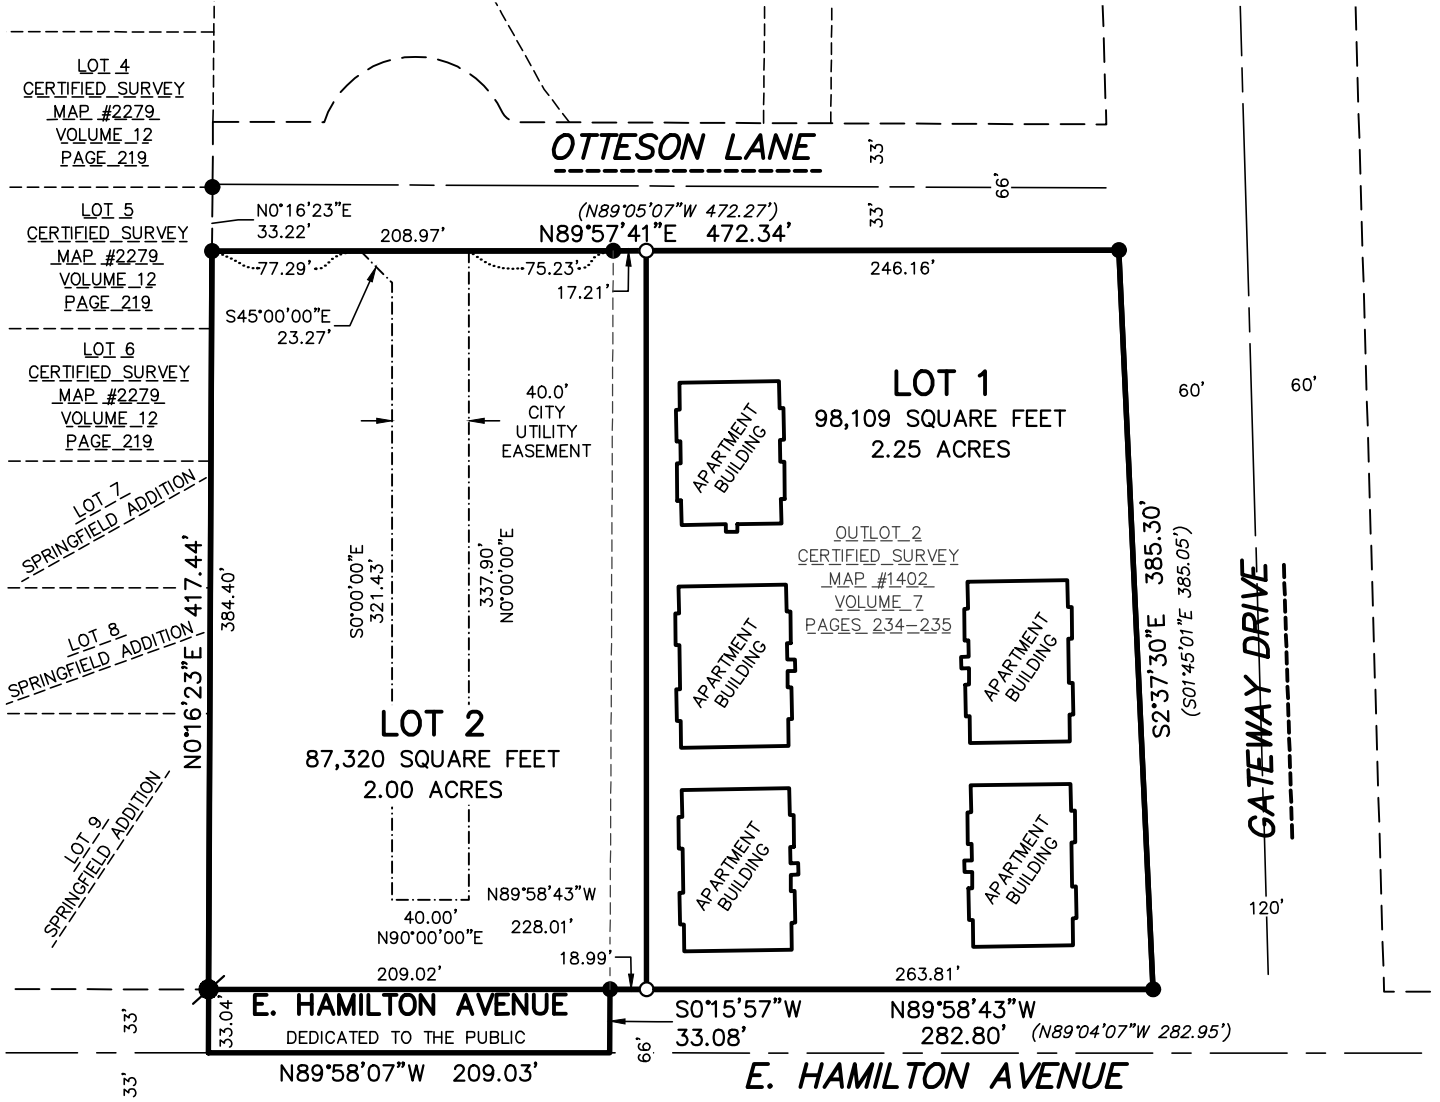 LOT 4
CERTIFIED SURVEY
MAP #2279
VOLUME 12
PAGE 219
OTTESON LANE
33'
66'
33'
LOT 5
CERTIFIED SURVEY
MAP #2279
VOLUME 12
PAGE 219
N0°16'23"E
33.22'
208.97'
(N89°05'07"W 472.27')
N89°57'41"E 472.34'
77.29'
75.23'
17.21'
246.16'
S45°00'00"E
23.27'
LOT 6
CERTIFIED SURVEY
MAP #2279
VOLUME 12
PAGE 219
40.0'
CITY
UTILITY
EASEMENT
LOT 1
98,109 SQUARE FEET
2.25 ACRES
60'
60'
APARTMENT
BUILDING
LOT 7
SPRINGFIELD ADDITION
N0°16'23"E 417.44'
384.40'
S0°00'00"E
321.43'
337.90'
N0°00'00"E
OUTLOT 2
CERTIFIED SURVEY
MAP #1402
VOLUME 7
PAGES 234-235
S2°37'30"E 385.30'
(S01°45'01"E 385.05')
GATEWAY DRIVE
LOT 8
SPRINGFIELD ADDITION
APARTMENT
BUILDING
APARTMENT
BUILDING
LOT 2
87,320 SQUARE FEET
2.00 ACRES
LOT 9
SPRINGFIELD ADDITION
APARTMENT
BUILDING
APARTMENT
BUILDING
120'
40.00'
N90°00'00"E
N89°58'43"W
228.01'
18.99'
209.02'
263.81'
E. HAMILTON AVENUE
DEDICATED TO THE PUBLIC
33.04'
33'
33'
S0°15'57"W
33.08'
66'
N89°58'43"W
282.80'
(N89°04'07"W 282.95')
N89°58'07"W 209.03'
E. HAMILTON AVENUE